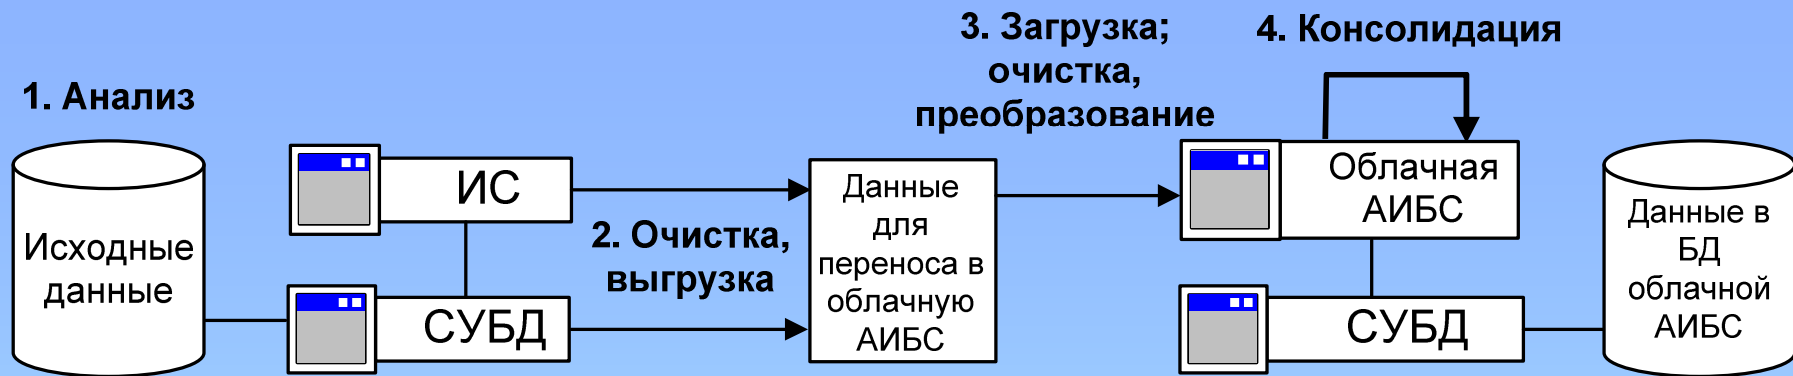 1. Анализ
Исходные
данные
ИС
СУБД
2. Очистка,
выгрузка
Данные
для
переноса в
облачную
АИБС
3. Загрузка;
очистка,
преобразование
4. Консолидация
Облачная
АИБС
СУБД
Данные в
БД
облачной
АИБС